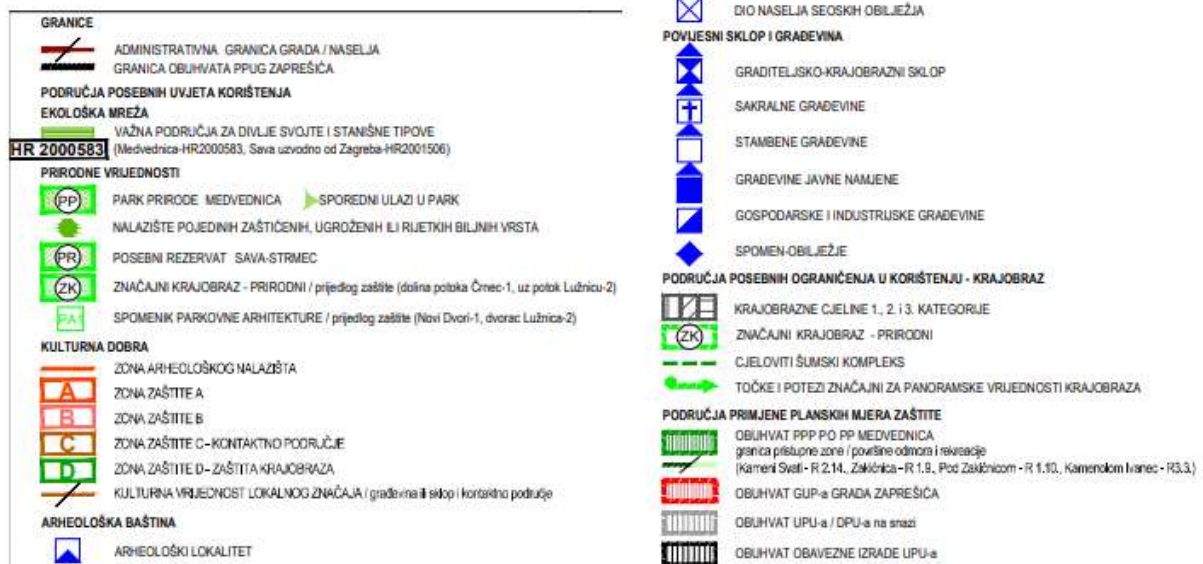 GRANICE
ADMINISTRATIVNA GRANICA GRADA / NASELJA
GRANICA OBUHVATA PPUG ZAPREŠIĆA
PODRUČJA POSEBNIH UVJETA KORIŠTENJA
EKOLOŠKA MREŽA
VAŽNA PODRUČJA ZA DIVLJE SVOJTE I STANIŠNE TIPOVE
HR 2000583 (Medvednica-HR2000583, Sava uzvodno od Zagreba-HR2001506)
PRIRODNE VRIJEDNOSTI
PP PARK PRIRODE MEDVEDNICA SPOREDNI ULAZI U PARK
NALAZIŠTE POJEDINIH ZAŠTIĆENIH, UGROŽENIH ILI RIJETKIH BILJNIH VRSTA
PR POSEBNI REZERVAT SAVA-STRMEC
ZK ZNAČAJNI KRAJOBRAZ - PRIRODNI / prijedlog zaštite (dolina potoka Črnec-1, uz potok Lužnicu-2)
PA1 SPOMENIK PARKOVNE ARHITEKTURE / prijedlog zaštite (Novi Dvori-1, dvorac Lužnica-2)
KULTURNA DOBRA
ZONA ARHEOLOŠKOG NALAZIŠTA
A ZONA ZAŠTITE A
B ZONA ZAŠTITE B
C ZONA ZAŠTITE C - KONTAKTNO PODRUČJE
D ZONA ZAŠTITE D - ZAŠTITA KRAJOBRAZA
KULTURNA VRIJEDNOST LOKALNOG ZNAČAJA / građevina ili sklop i kontaktno područje
ARHEOLOŠKA BAŠTINA
ARHEOLOŠKI LOKALITET
DIO NASELJA SEOSKIH OBILJEŽJA
POVIJESNI SKLOP I GRAĐEVINA
GRADITELJSKO-KRAJOBRAZNI SKLOP
SAKRALNE GRAĐEVINE
STAMBENE GRAĐEVINE
GRAĐEVINE JAVNE NAMJENE
GOSPODARSKE I INDUSTRIJSKE GRAĐEVINE
SPOMEN-OBILJEŽJE
PODRUČJA POSEBNIH OGRANIČENJA U KORIŠTENJU - KRAJOBRAZ
KRAJOBRAZNE CJELINE 1., 2. i 3. KATEGORIJE
ZK ZNAČAJNI KRAJOBRAZ - PRIRODNI
CJELOVITI ŠUMSKI KOMPLEKS
TOČKE I POTEZI ZNAČAJNI ZA PANORAMSKE VRIJEDNOSTI KRAJOBRAZA
PODRUČJA PRIMJENE PLANSKIH MJERA ZAŠTITE
OBUHVAT PPP PO PP MEDVEDNICA
granica pristupne zone / površine odmora i rekreacije
(Kameni Svati - R 2.14., Zakičnica - R 1.9., Pod Zakičnicom - R 1.10., Kamenolom Ivanec - R3.3.)
OBUHVAT GUP-a GRADA ZAPREŠIĆA
OBUHVAT UPU-a / DPU-a na snazi
OBUHVAT OBAVEZNE IZRADE UPU-a